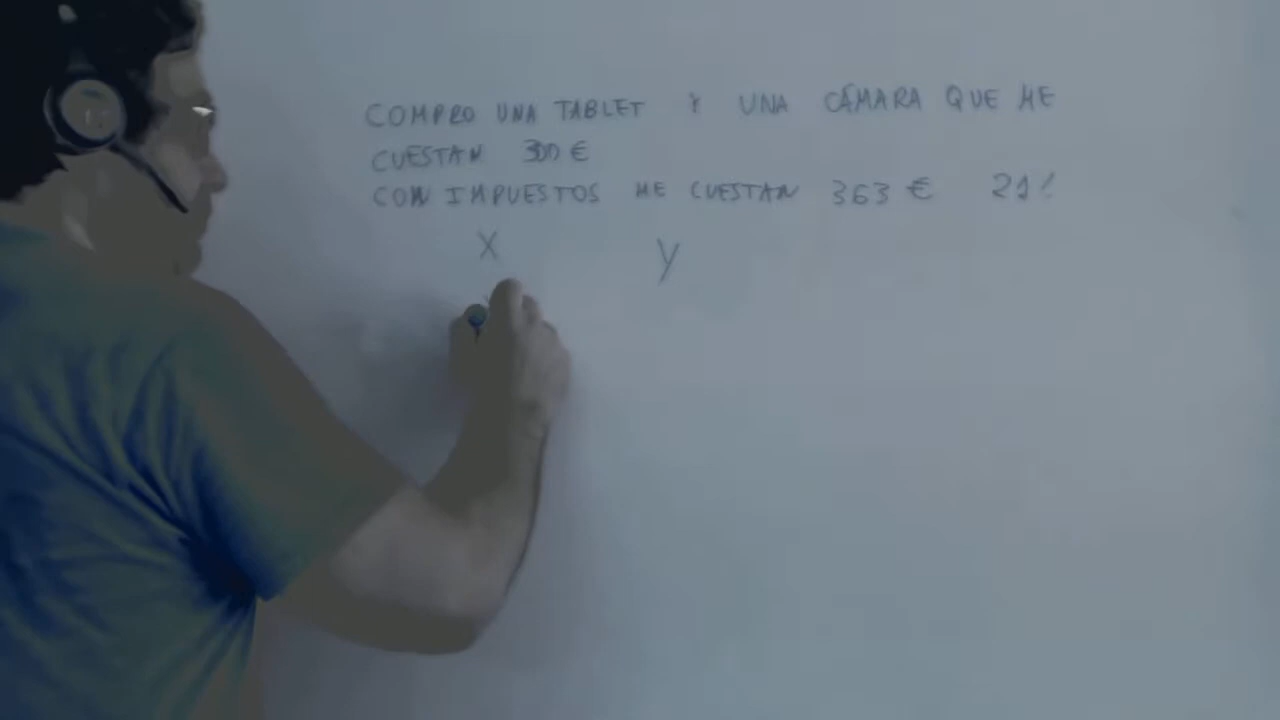 COMPRO UNA TABLET Y UNA CÁMARA QUE ME
CUESTAN 300 €
CON IMPUESTOS ME CUESTAN 363 € 21
X y